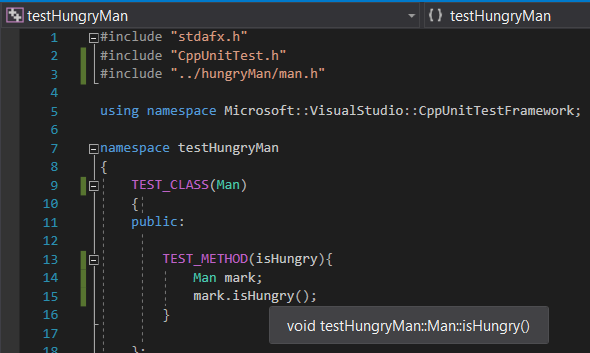 testHungryMan
{} testHungryMan
1 #include "stdafx.h"
2 #include "CppUnitTest.h"
3 #include "../hungryMan/man.h"
4
5 using namespace Microsoft::VisualStudio::CppUnitTestFramework;
6
7 namespace testHungryMan
8 {
9 TEST_CLASS(Man)
10 {
11 public:
12
13 TEST_METHOD(isHungry){
14 Man mark;
15 mark.isHungry();
16 }
void testHungryMan::Man::isHungry()
17
18 };